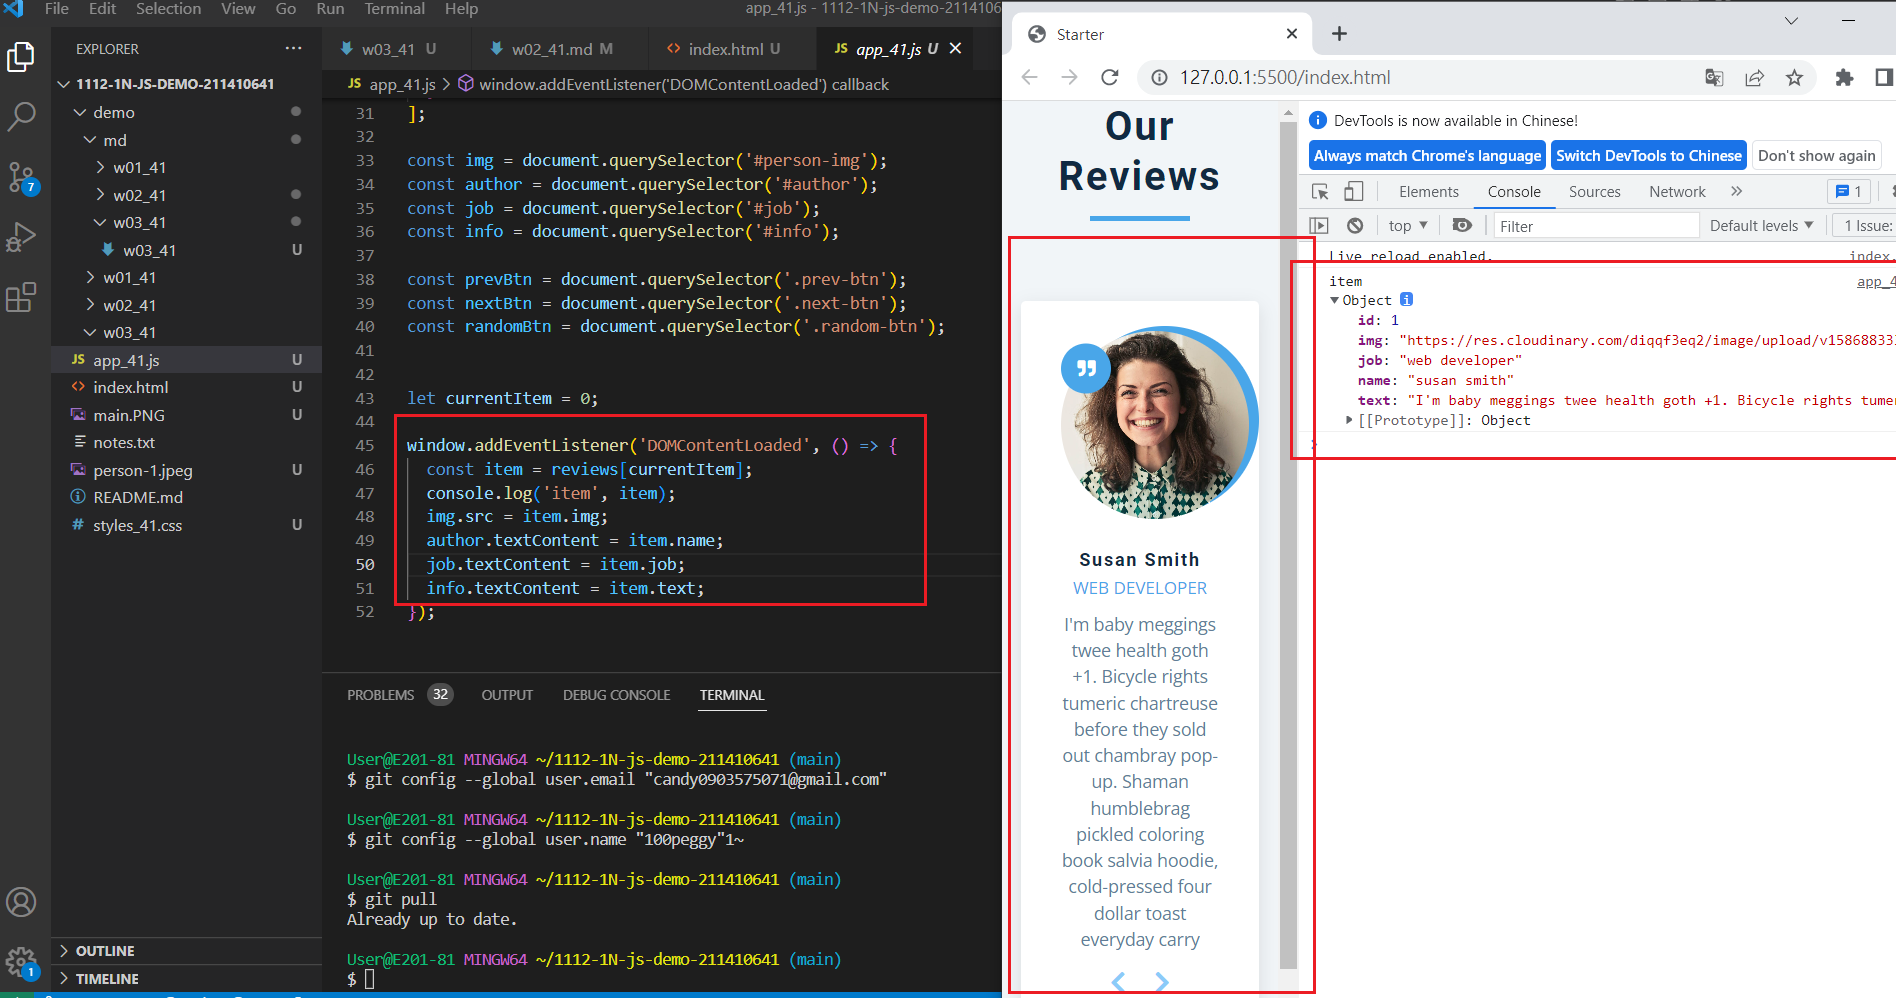 File Edit Selection View Go Run Terminal Help
app_41.js - 1112-1N-js-demo-2114106
EXPLORER
1112-1N-JS-DEMO-211410641
demo
md
w01_41
w02_41
w03_41
w03_41 U
w01_41
w02_41
w03_41
app_41.js U
index.html U
main.PNG U
notes.txt
person-1.jpeg U
README.md
styles_41.css U
OUTLINE
TIMELINE
7
1
w03_41 U
w02_41.md M
index.html U
app_41.js U
app_41.js > window.addEventListener('DOMContentLoaded') callback
31 ];
32
33 const img = document.querySelector('#person-img');
34 const author = document.querySelector('#author');
35 const job = document.querySelector('#job');
36 const info = document.querySelector('#info');
37
38 const prevBtn = document.querySelector('.prev-btn');
39 const nextBtn = document.querySelector('.next-btn');
40 const randomBtn = document.querySelector('.random-btn');
41
42
43 let currentItem = 0;
44
45 window.addEventListener('DOMContentLoaded', () => {
46 const item = reviews[currentItem];
47 console.log('item', item);
48 img.src = item.img;
49 author.textContent = item.name;
50 job.textContent = item.job;
51 info.textContent = item.text;
52 });
PROBLEMS 32 OUTPUT DEBUG CONSOLE TERMINAL
User@E201-81 MINGW64 ~/1112-1N-js-demo-211410641 (main)
$ git config --global user.email "candy0903575071@gmail.com"
User@E201-81 MINGW64 ~/1112-1N-js-demo-211410641 (main)
$ git config --global user.name "100peggy"1~
User@E201-81 MINGW64 ~/1112-1N-js-demo-211410641 (main)
$ git pull
Already up to date.
User@E201-81 MINGW64 ~/1112-1N-js-demo-211410641 (main)
$
Starter
127.0.0.1:5500/index.html
Our
Reviews
Susan Smith
WEB DEVELOPER
I'm baby meggings
twee health goth
+1. Bicycle rights
tumeric chartreuse
before they sold
out chambray pop-
up. Shaman
humblebrag
pickled coloring
book salvia hoodie,
cold-pressed four
dollar toast
everyday carry
DevTools is now available in Chinese!
Always match Chrome's language Switch DevTools to Chinese Don't show again
Elements Console Sources Network » 1
top Filter Default levels 1 Issue:
Live reload enabled. index.
item app_4
Object
id: 1
img: "https://res.cloudinary.com/diqqf3eq2/image/upload/v15868833
job: "web developer"
name: "susan smith"
text: "I'm baby meggings twee health goth +1. Bicycle rights tume
[[Prototype]]: Object